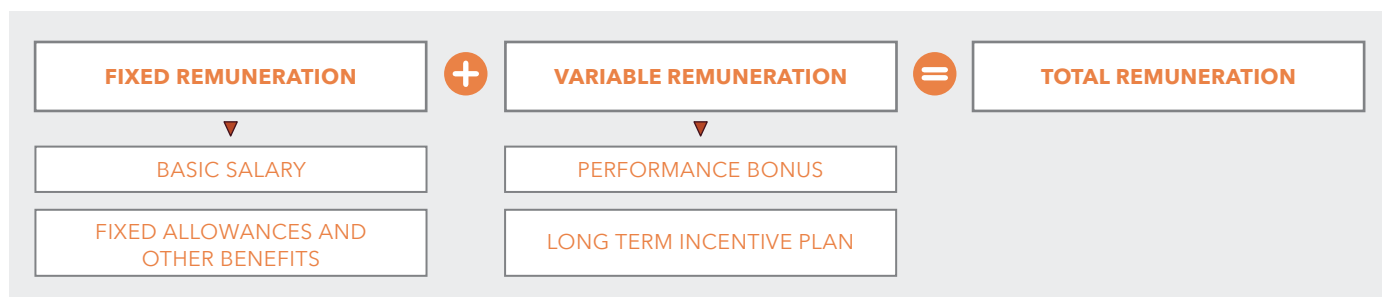 FIXED REMUNERATION
VARIABLE REMUNERATION
TOTAL REMUNERATION
BASIC SALARY
PERFORMANCE BONUS
FIXED ALLOWANCES AND
OTHER BENEFITS
LONG TERM INCENTIVE PLAN